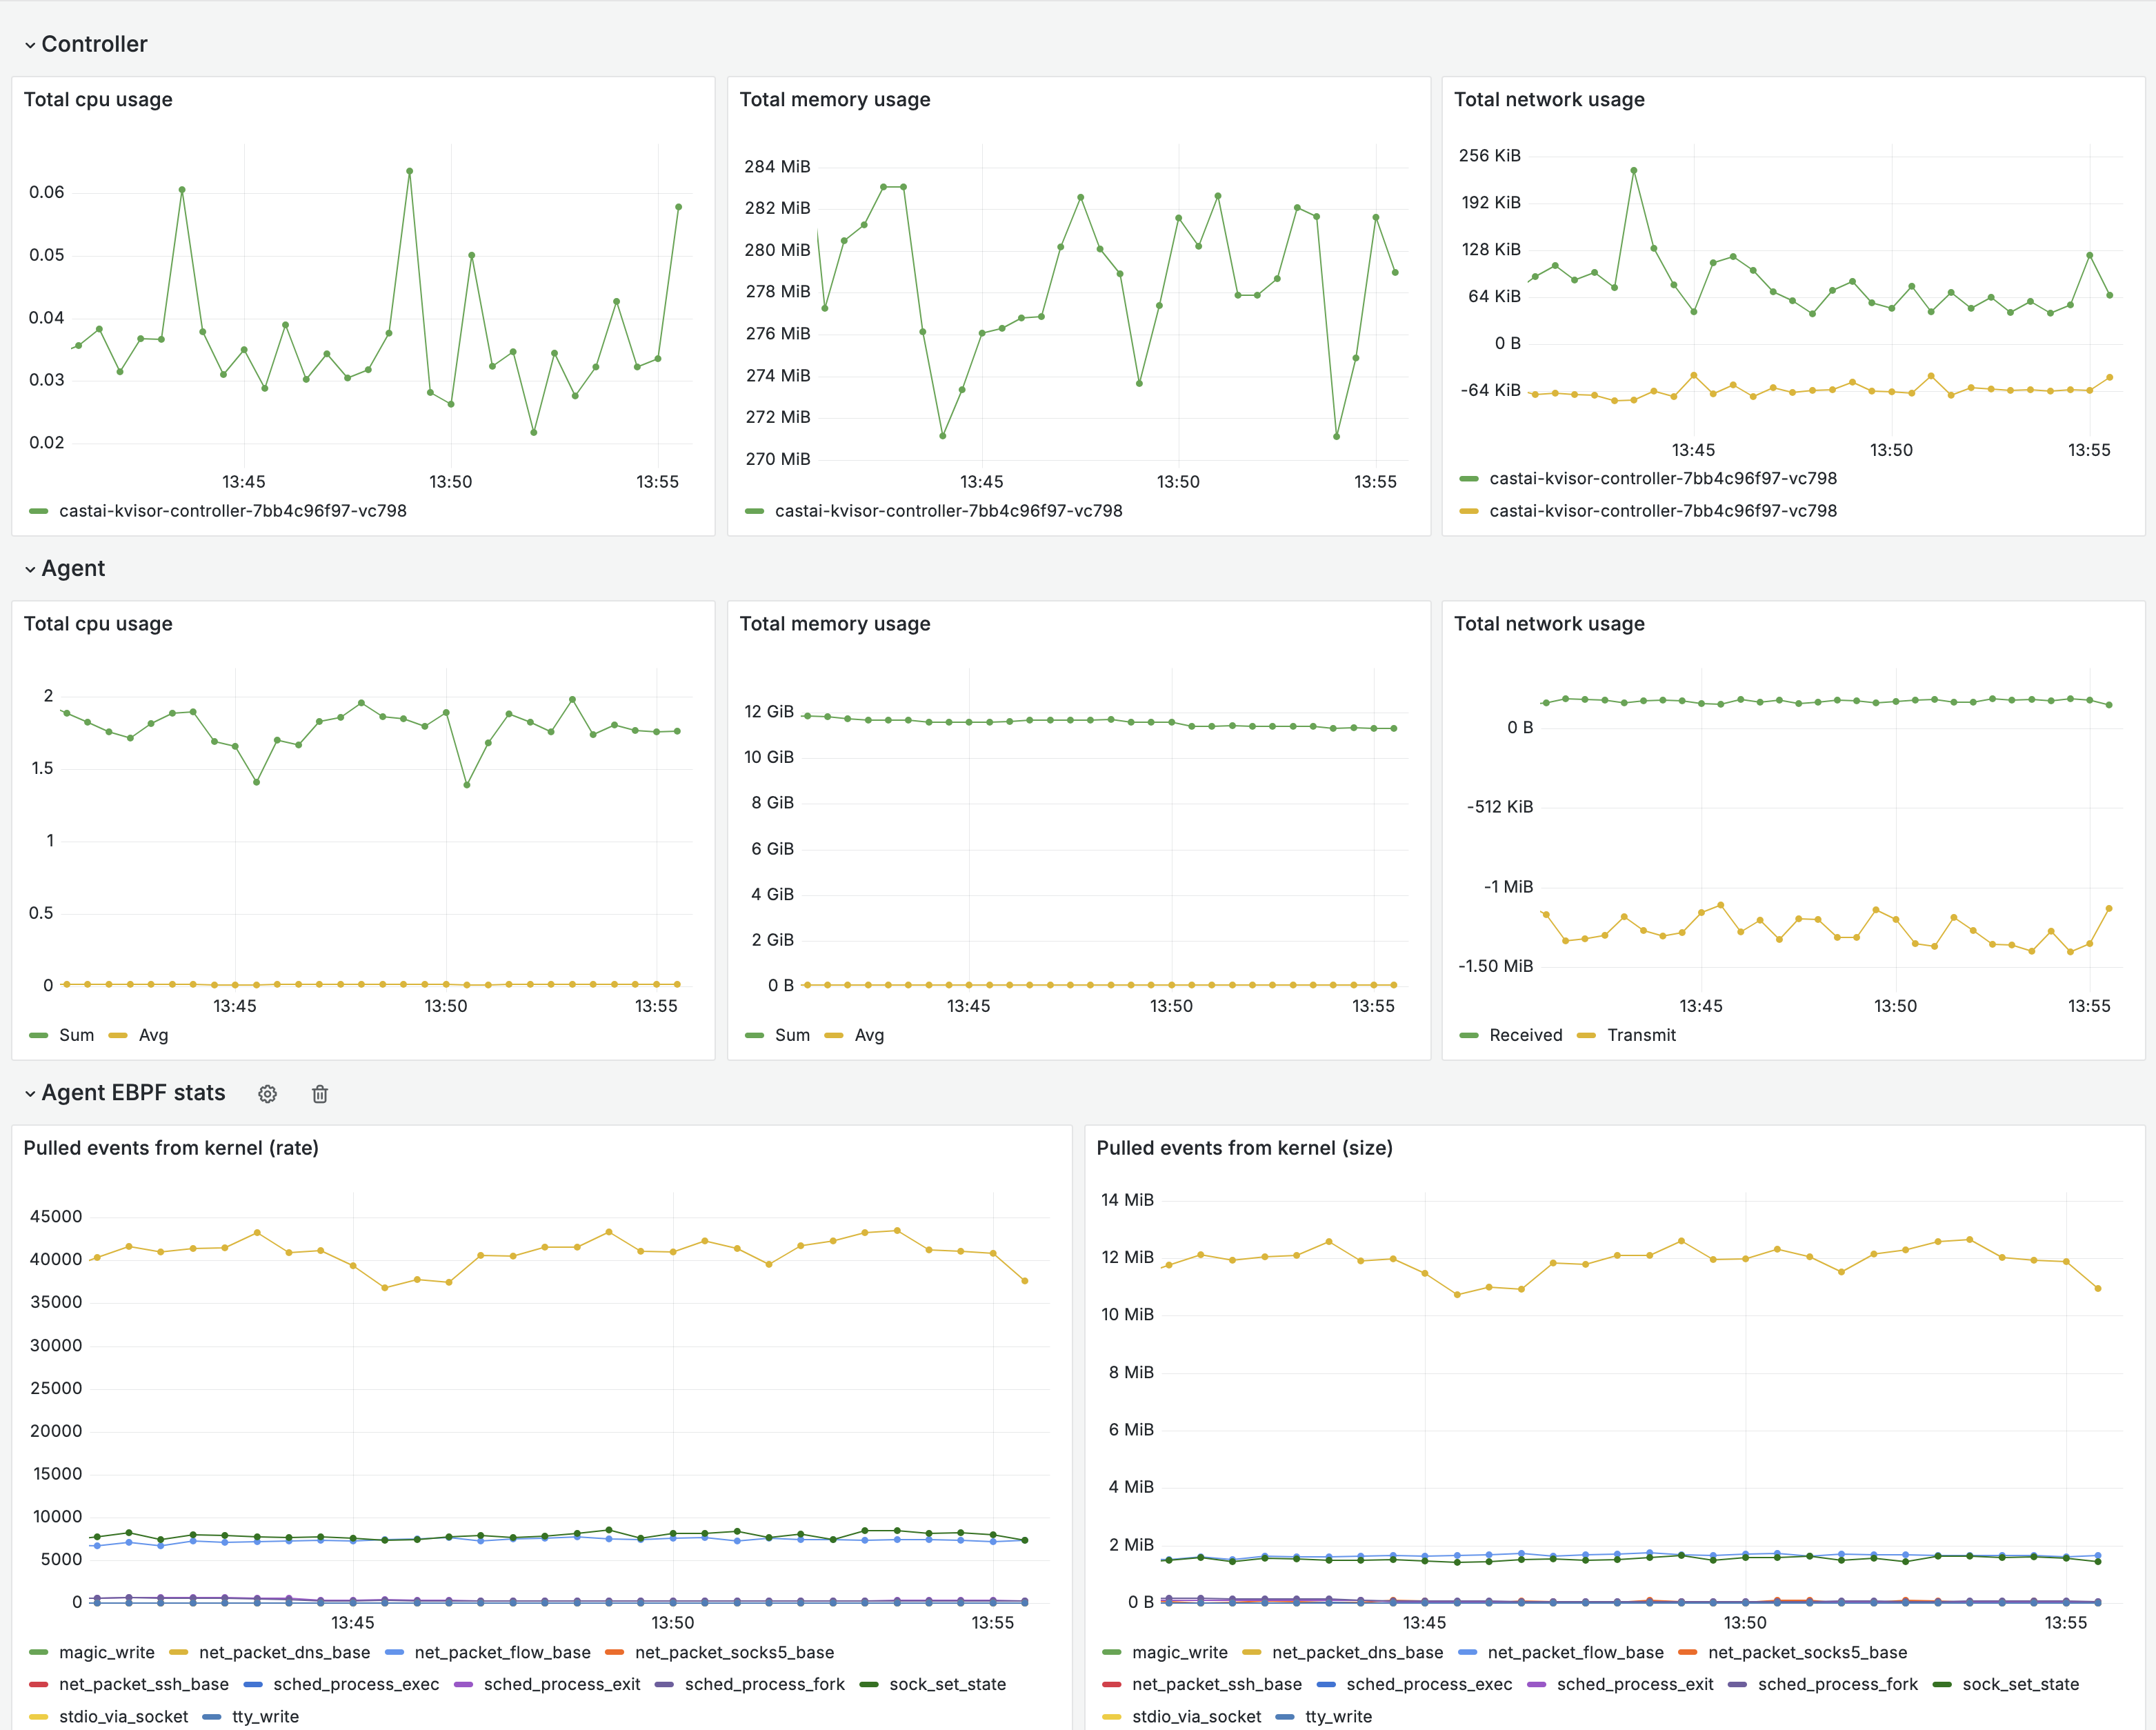 Controller
Total cpu usage
0.06
0.05
0.04
0.03
0.02
13:45 13:50 13:55
castai-kvisor-controller-7bb4c96f97-vc798
Total memory usage
284 MiB
282 MiB
280 MiB
278 MiB
276 MiB
274 MiB
272 MiB
270 MiB
13:45 13:50 13:55
castai-kvisor-controller-7bb4c96f97-vc798
Total network usage
256 KiB
192 KiB
128 KiB
64 KiB
0 B
-64 KiB
13:45 13:50 13:55
castai-kvisor-controller-7bb4c96f97-vc798
castai-kvisor-controller-7bb4c96f97-vc798
Agent
Total cpu usage
2
1.5
1
0.5
0
13:45 13:50 13:55
Sum Avg
Total memory usage
12 GiB
10 GiB
8 GiB
6 GiB
4 GiB
2 GiB
0 B
13:45 13:50 13:55
Sum Avg
Total network usage
0 B
-512 KiB
-1 MiB
-1.50 MiB
13:45 13:50 13:55
Received Transmit
Agent EBPF stats
Pulled events from kernel (rate)
45000
40000
35000
30000
25000
20000
15000
10000
5000
0
13:45 13:50 13:55
magic_write net_packet_dns_base net_packet_flow_base net_packet_socks5_base
net_packet_ssh_base sched_process_exec sched_process_exit sched_process_fork sock_set_state
stdio_via_socket tty_write
Pulled events from kernel (size)
14 MiB
12 MiB
10 MiB
8 MiB
6 MiB
4 MiB
2 MiB
0 B
13:45 13:50 13:55
magic_write net_packet_dns_base net_packet_flow_base net_packet_socks5_base
net_packet_ssh_base sched_process_exec sched_process_exit sched_process_fork sock_set_state
stdio_via_socket tty_write